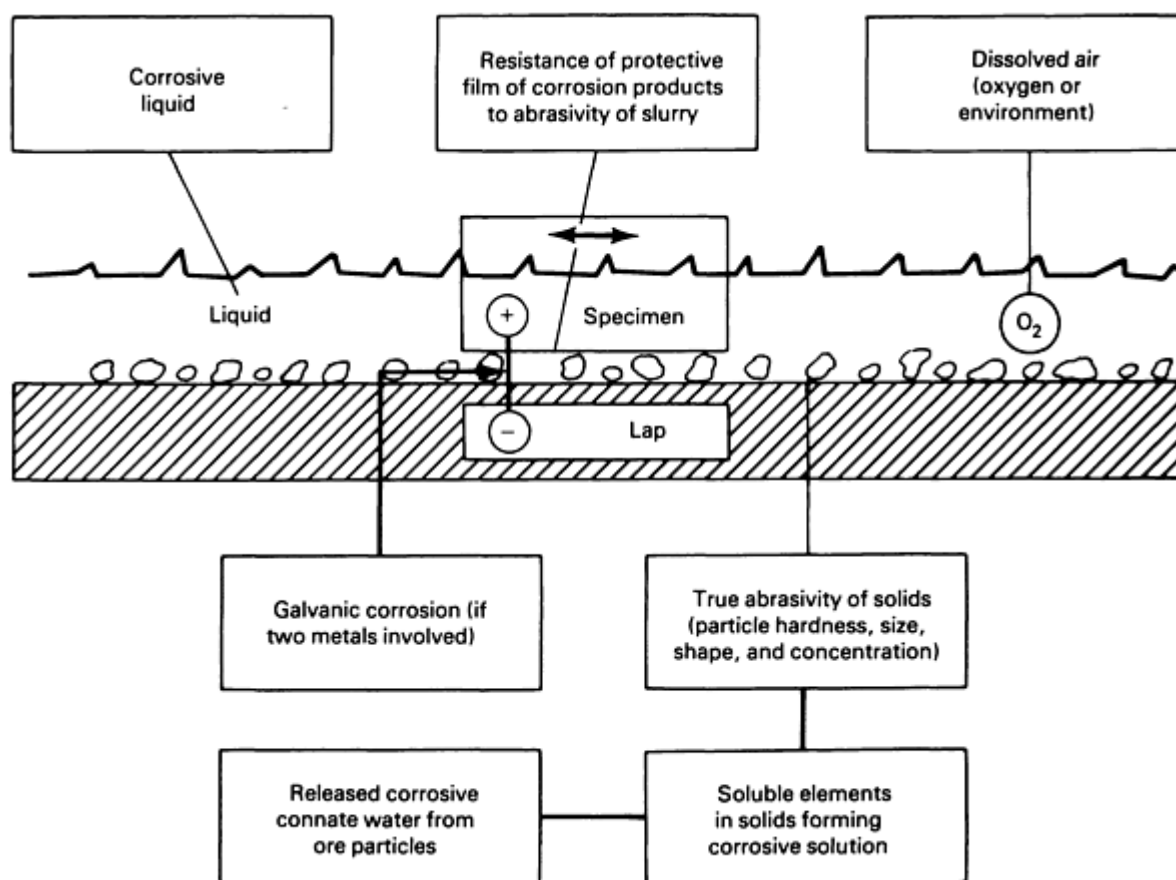 Corrosive
liquid
Resistance of protective
film of corrosion products
to abrasivity of slurry
Dissolved air
(oxygen or
environment)
Liquid
+
Specimen
O₂
−
Lap
Galvanic corrosion (if
two metals involved)
True abrasivity of solids
(particle hardness, size,
shape, and concentration)
Released corrosive
connate water from
ore particles
Soluble elements
in solids forming
corrosive solution